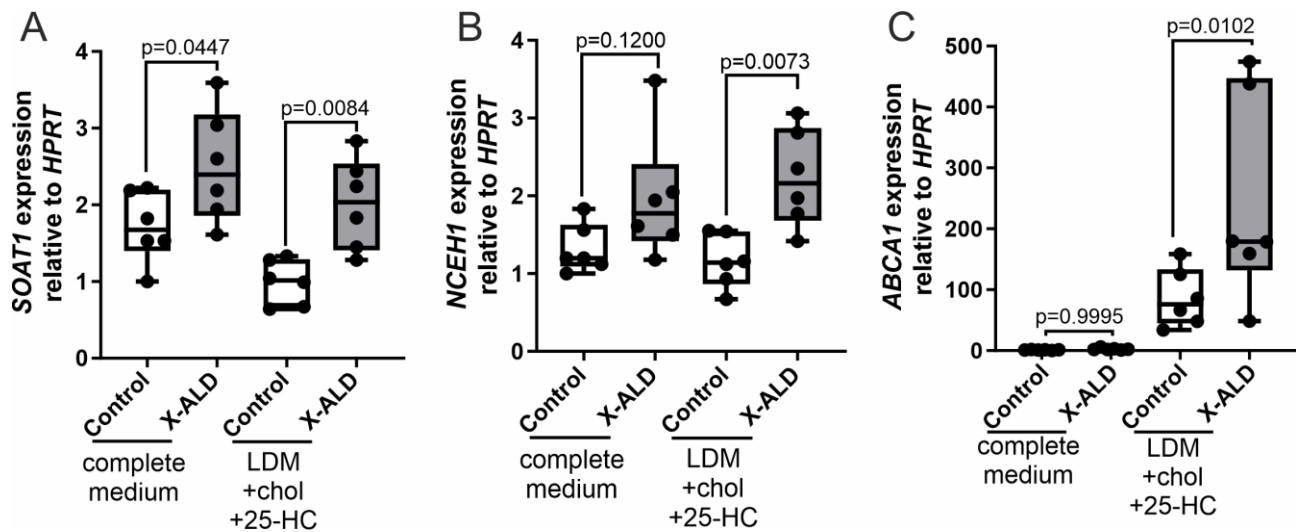 A
SOAT1 expression
relative to HPRT
4
3
2
1
0
p=0.0447
p=0.0084
Control
X-ALD
Control
X-ALD
complete
medium
LDM
+chol
+25-HC
B
NCEH1 expression
relative to HPRT
4
3
2
1
0
p=0.1200
p=0.0073
Control
X-ALD
Control
X-ALD
complete
medium
LDM
+chol
+25-HC
C
ABCA1 expression
relative to HPRT
500
400
300
200
100
0
p=0.0102
p=0.9995
Control
X-ALD
Control
X-ALD
complete
medium
LDM
+chol
+25-HC